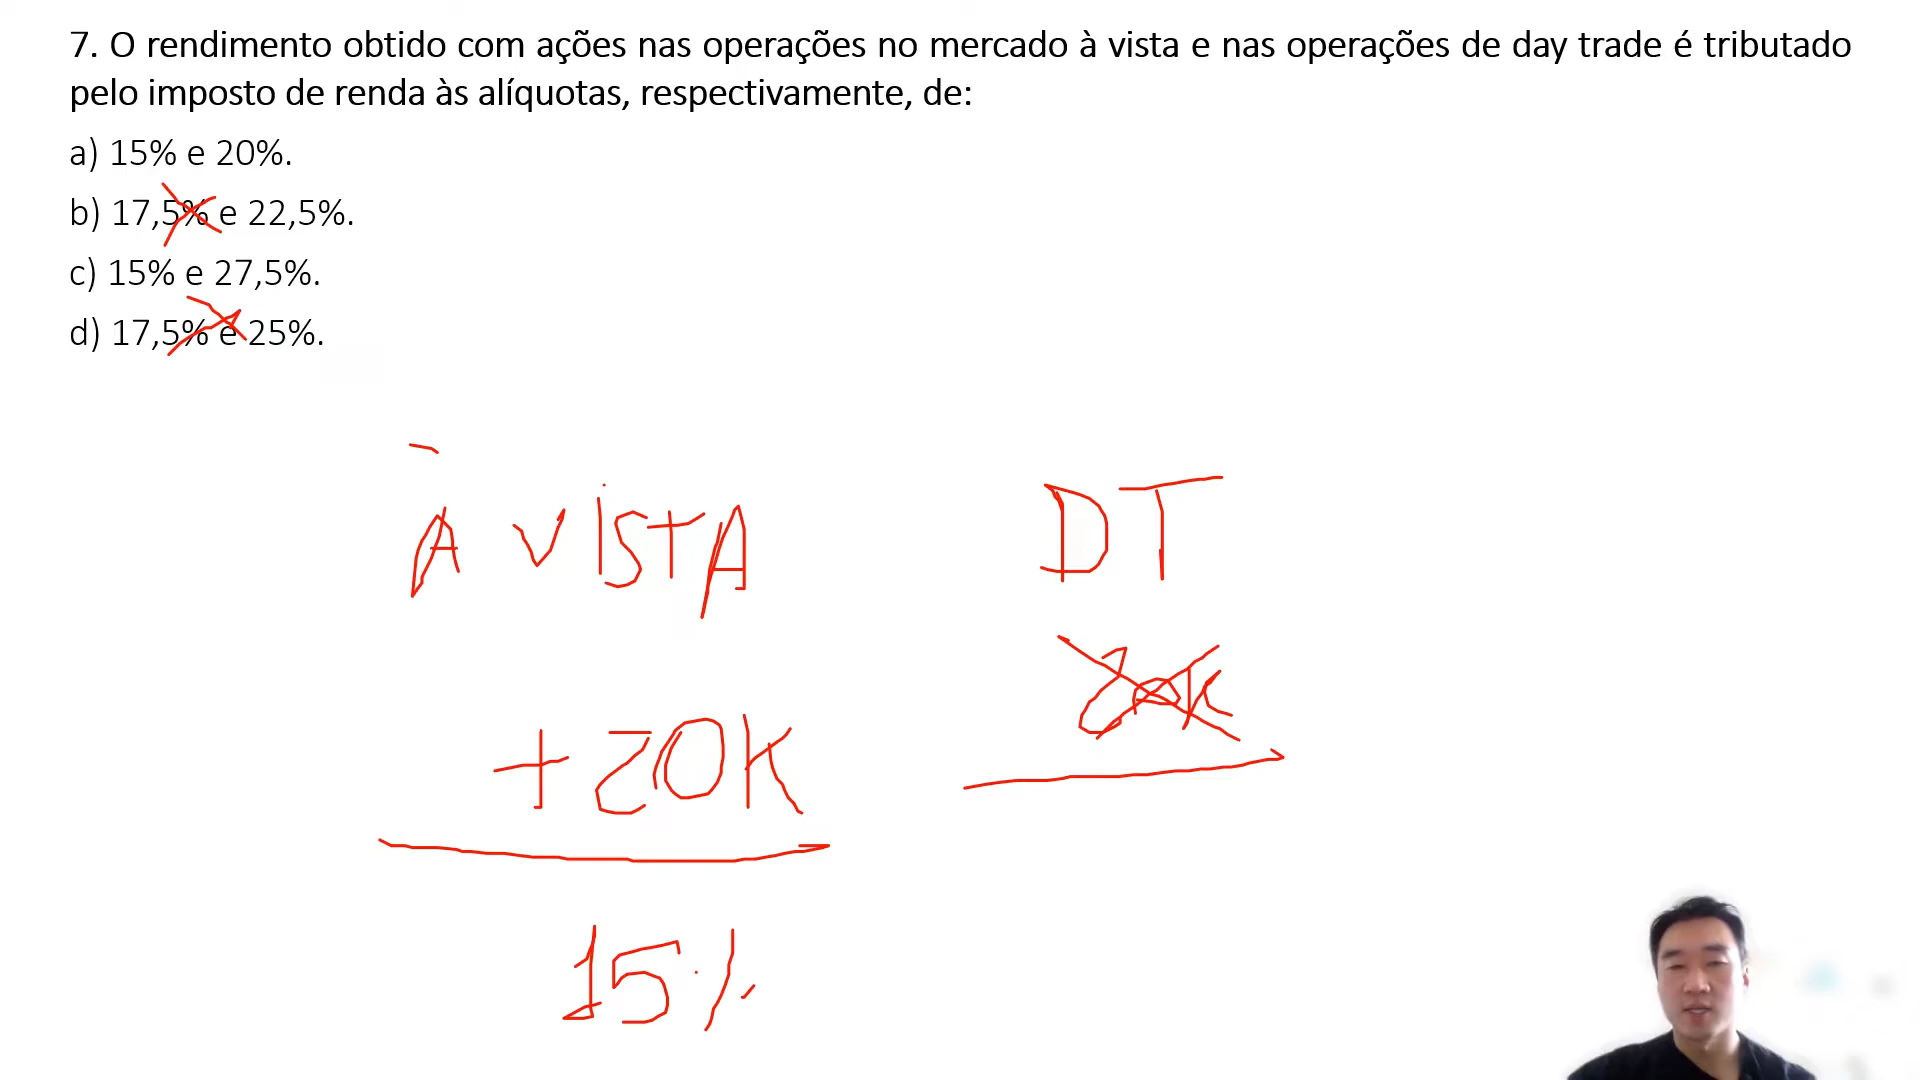 7. O rendimento obtido com ações nas operações no mercado à vista e nas operações de day trade é tributado
pelo imposto de renda às alíquotas, respectivamente, de:
a) 15% e 20%.
b) 17,5% e 22,5%.
c) 15% e 27,5%.
d) 17,5% e 25%.
À VISTA
DT
20K
+20K
15%